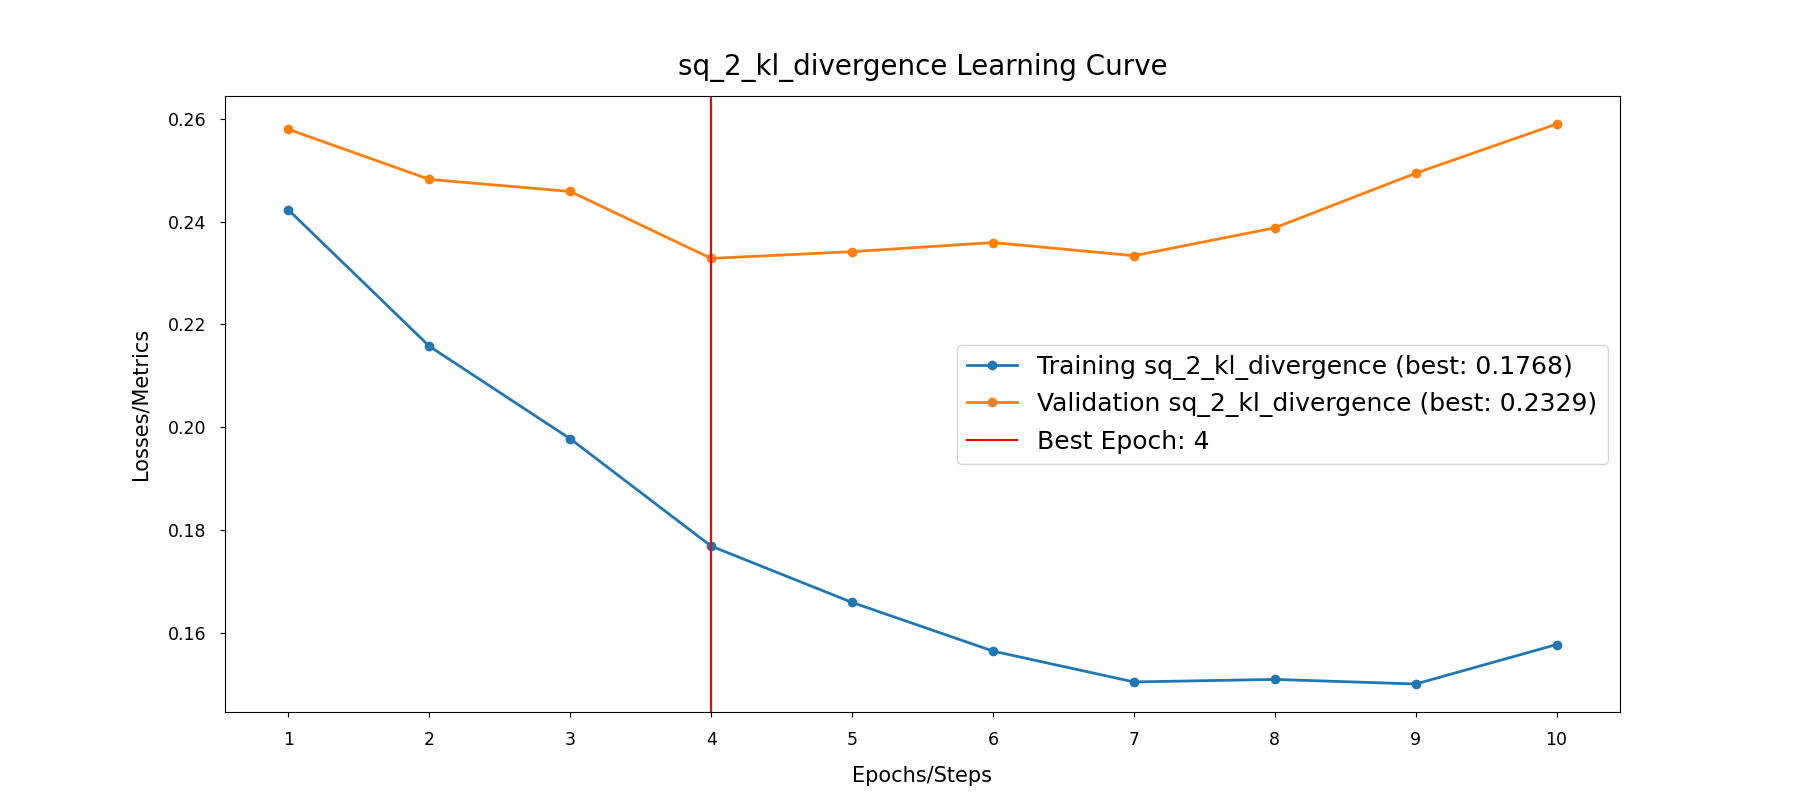 sq_2_kl_divergence Learning Curve
Losses/Metrics
0.26
0.24
0.22
0.20
0.18
0.16
Training sq_2_kl_divergence (best: 0.1768)
Validation sq_2_kl_divergence (best: 0.2329)
Best Epoch: 4
1 2 3 4 5 6 7 8 9 10
Epochs/Steps